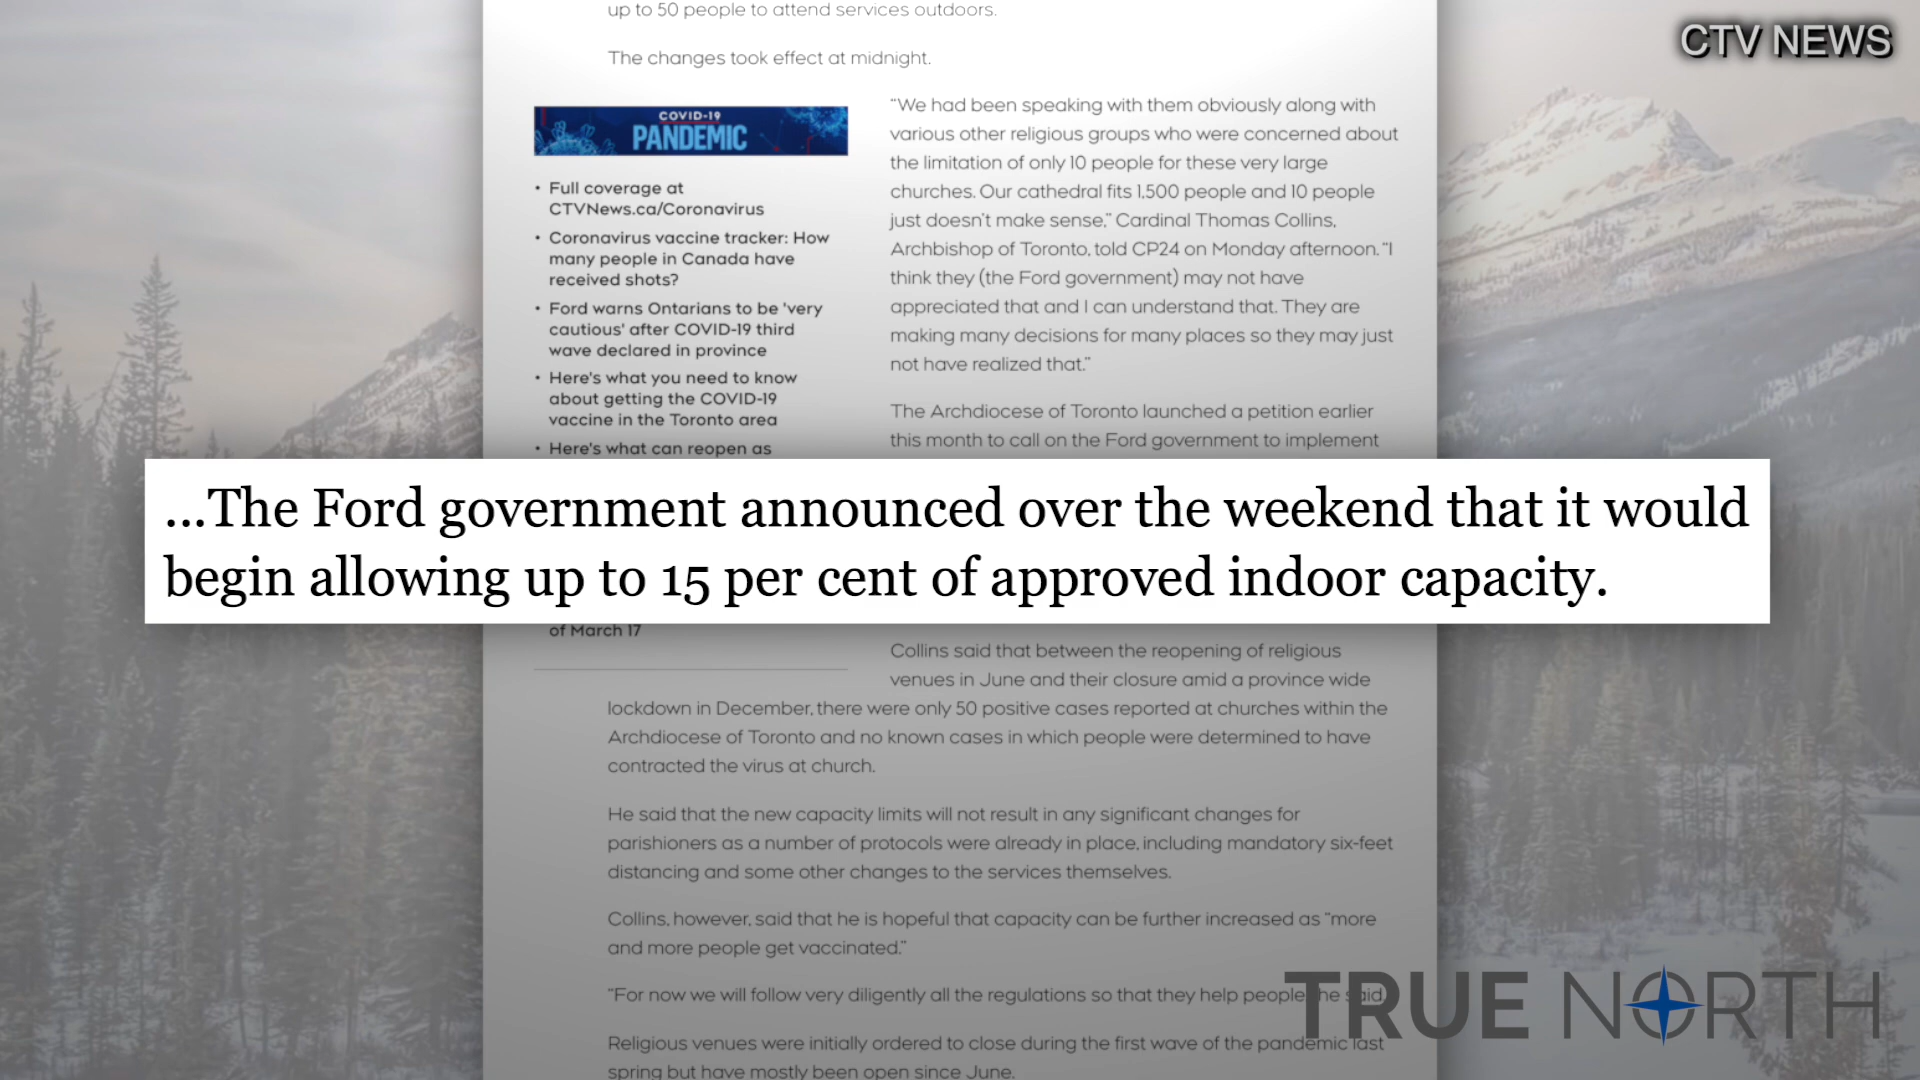 CTV NEWS
up to 50 people to attend services outdoors.
The changes took effect at midnight.
COVID-19
PANDEMIC
• Full coverage at
CTVNews.ca/Coronavirus
• Coronavirus vaccine tracker: How
many people in Canada have
received shots?
• Ford warns Ontarians to be 'very
cautious' after COVID-19 third
wave declared in province
• Here's what you need to know
about getting the COVID-19
vaccine in the Toronto area
• Here's what can reopen as
"We had been speaking with them obviously along with
various other religious groups who were concerned about
the limitation of only 10 people for these very large
churches. Our cathedral fits 1,500 people and 10 people
just doesn't make sense," Cardinal Thomas Collins,
Archbishop of Toronto, told CP24 on Monday afternoon. "I
think they (the Ford government) may not have
appreciated that and I can understand that. They are
making many decisions for many places so they may just
not have realized that."
The Archdiocese of Toronto launched a petition earlier
this month to call on the Ford government to implement
...The Ford government announced over the weekend that it would
begin allowing up to 15 per cent of approved indoor capacity.
of March 17
Collins said that between the reopening of religious
venues in June and their closure amid a province wide
lockdown in December, there were only 50 positive cases reported at churches within the
Archdiocese of Toronto and no known cases in which people were determined to have
contracted the virus at church.
He said that the new capacity limits will not result in any significant changes for
parishioners as a number of protocols were already in place, including mandatory six-feet
distancing and some other changes to the services themselves.
Collins, however, said that he is hopeful that capacity can be further increased as "more
and more people get vaccinated."
"For now we will follow very diligently all the regulations so that they help people," he said.
Religious venues were initially ordered to close during the first wave of the pandemic last
spring but have mostly been open since June.
TRUE NORTH